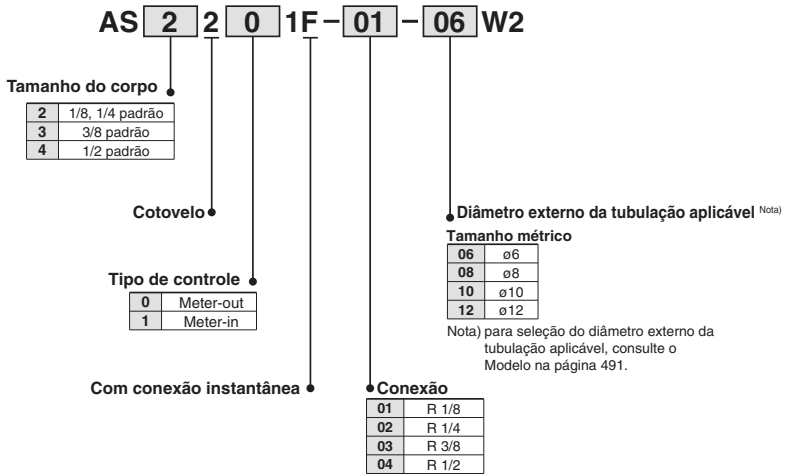 AS 2 2 0 1F – 01 – 06 W2
Tamanho do corpo
2 1/8, 1/4 padrão
3 3/8 padrão
4 1/2 padrão
Cotovelo
Tipo de controle
0 Meter-out
1 Meter-in
Com conexão instantânea
Conexão
01 R 1/8
02 R 1/4
03 R 3/8
04 R 1/2
Diâmetro externo da tubulação aplicável Nota)
Tamanho métrico
06 ø6
08 ø8
10 ø10
12 ø12
Nota) para seleção do diâmetro externo da
tubulação aplicável, consulte o
Modelo na página 491.